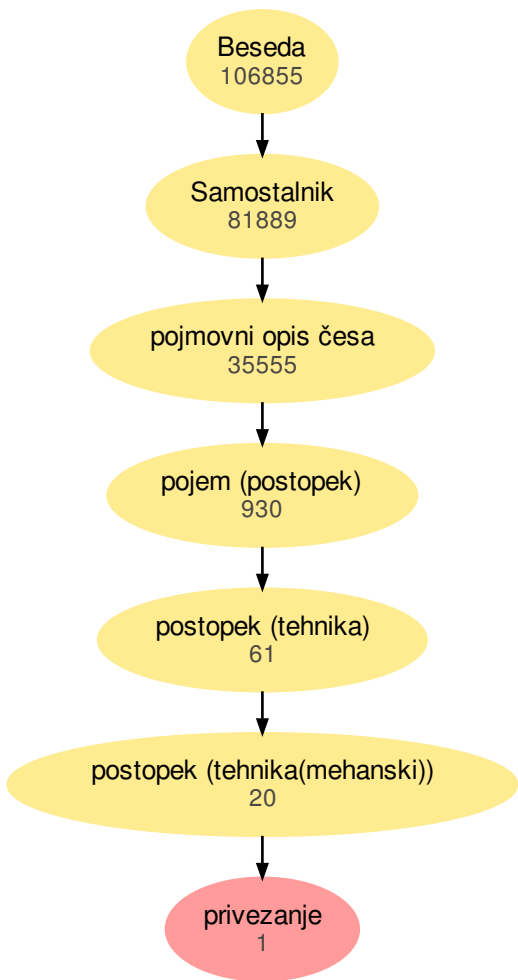 Beseda
106855
Samostalnik
81889
pojmovni opis česa
35555
pojem (postopek)
930
postopek (tehnika)
61
postopek (tehnika(mehanski))
20
privezanje
1